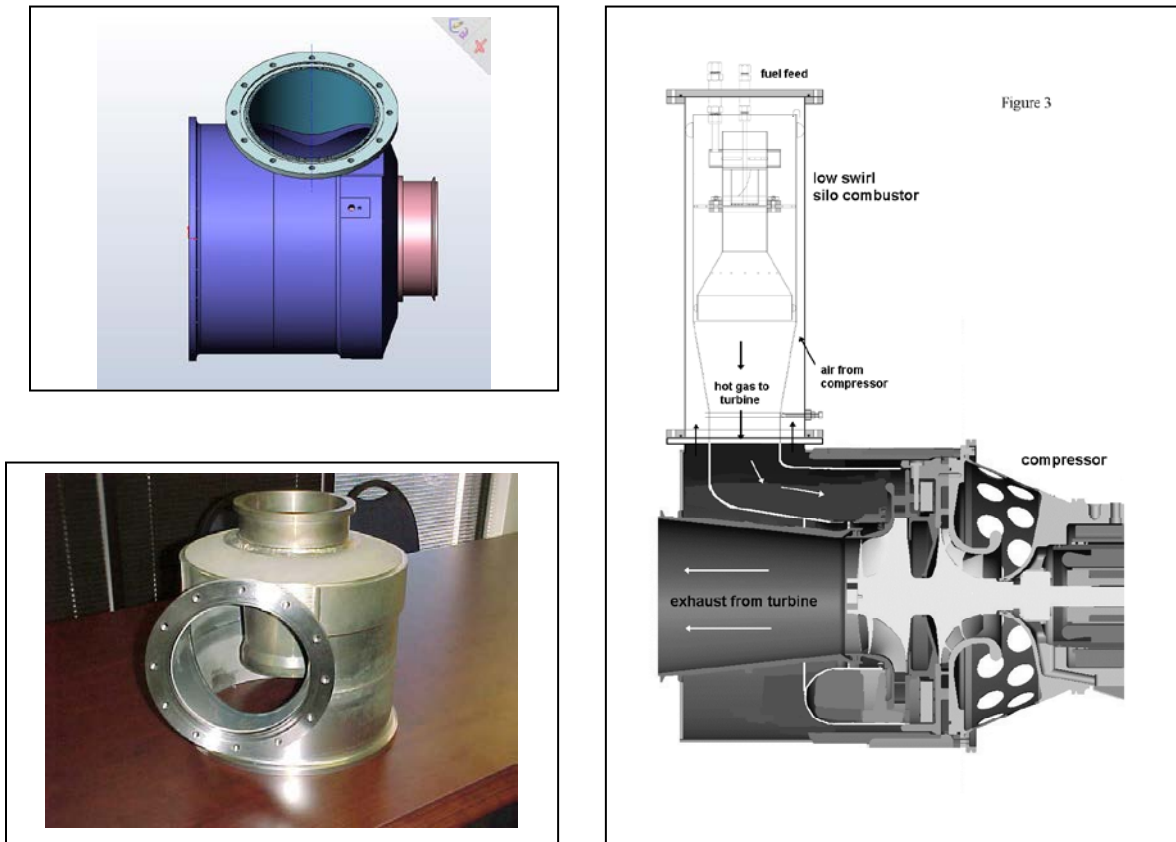 fuel feed
Figure 3
low swirl
silo combustor
air from
compressor
hot gas to
turbine
compressor
exhaust from turbine